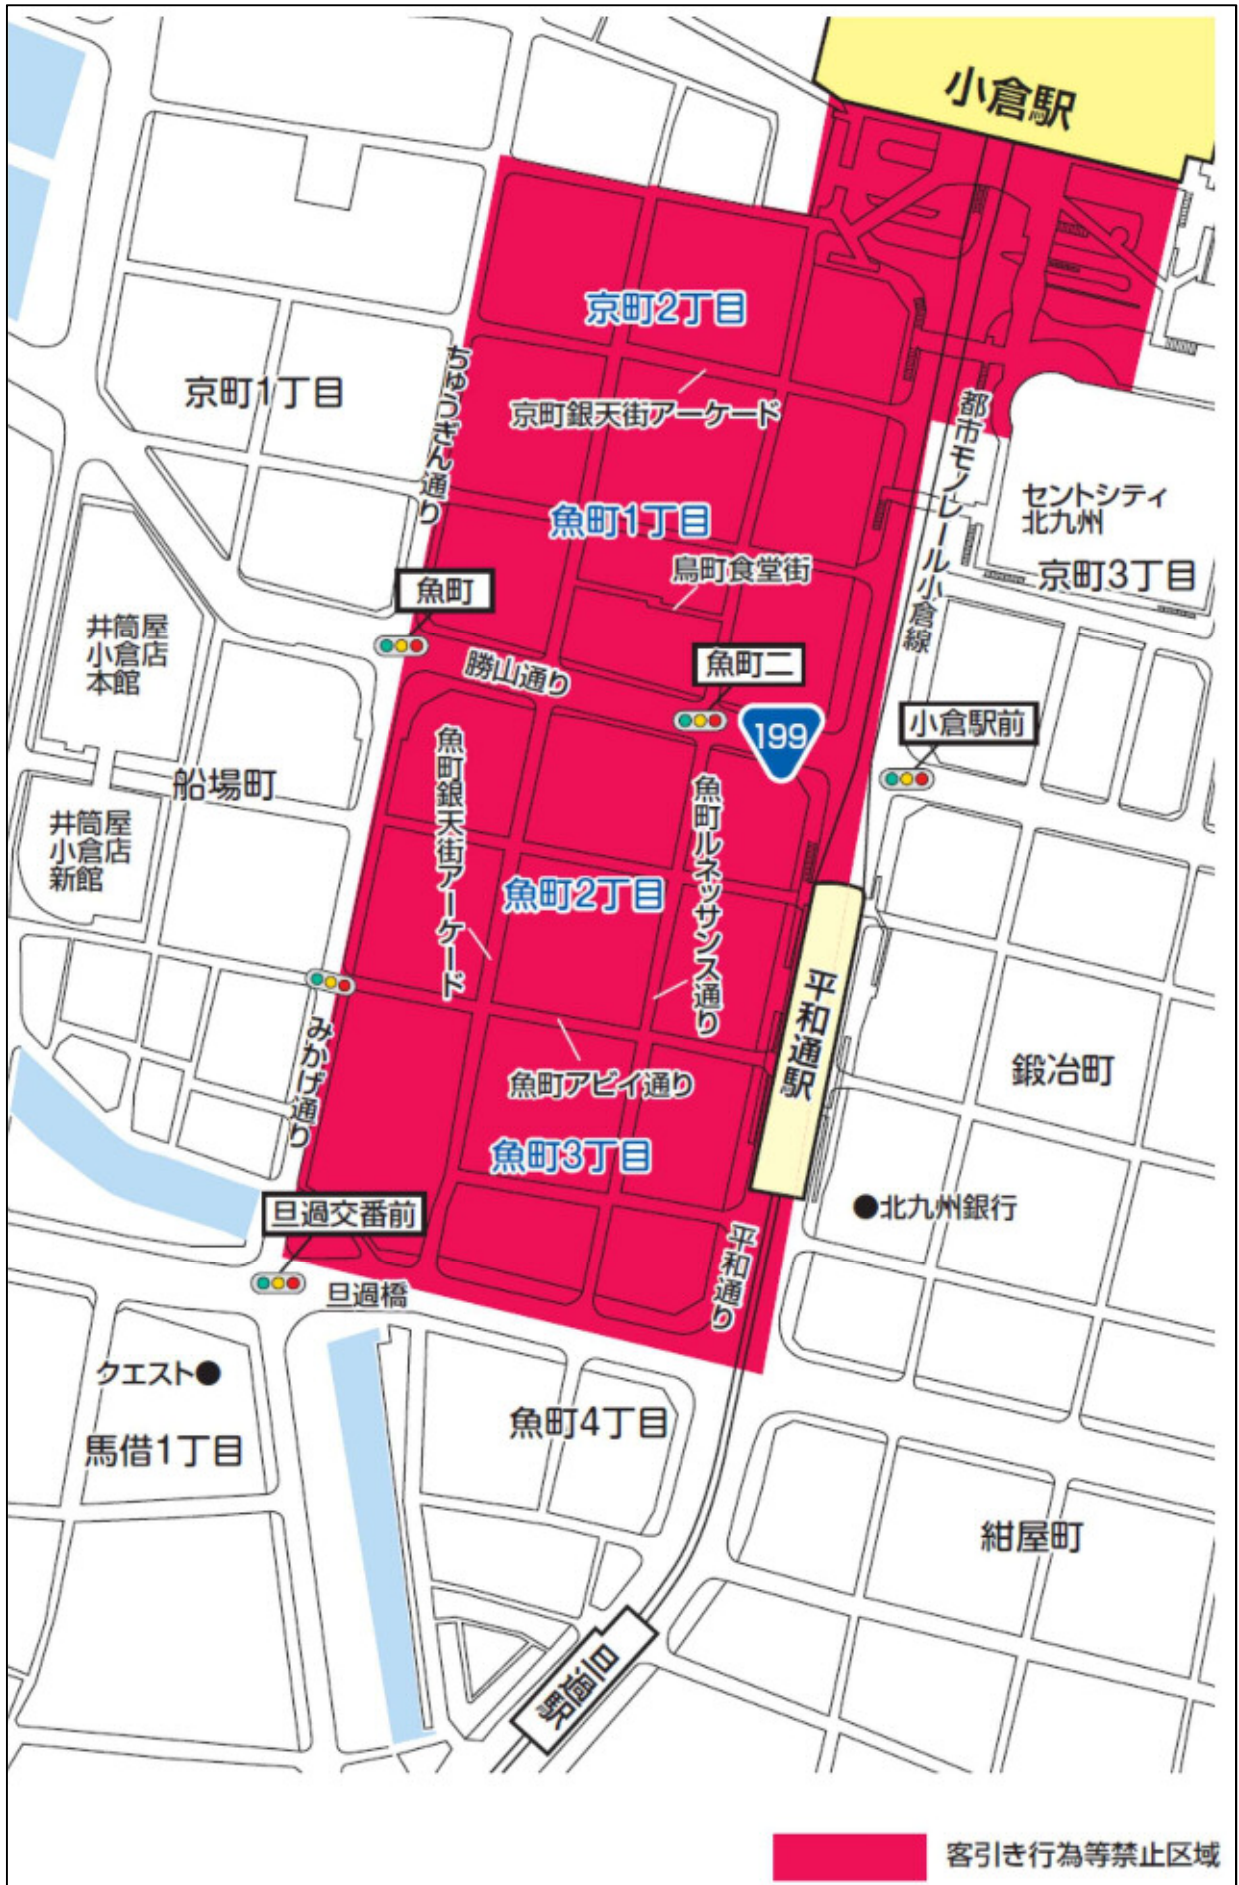 小倉駅
京町2丁目
京町1丁目
ちゅうぎん通り
京町銀天街アーケード
都市モノレール小倉線
セントシティ
北九州
魚町1丁目
鳥町食堂街
京町3丁目
魚町
井筒屋
小倉店
本館
勝山通り
魚町二
199
小倉駅前
船場町
魚町銀天街アーケード
魚町ルネッサンス通り
井筒屋
小倉店
新館
魚町2丁目
平和通駅
みかげ通り
魚町アビイ通り
鍛冶町
魚町3丁目
旦過交番前
北九州銀行
平和通り
旦過橋
クエスト
魚町4丁目
馬借1丁目
紺屋町
旦過駅
客引き行為等禁止区域